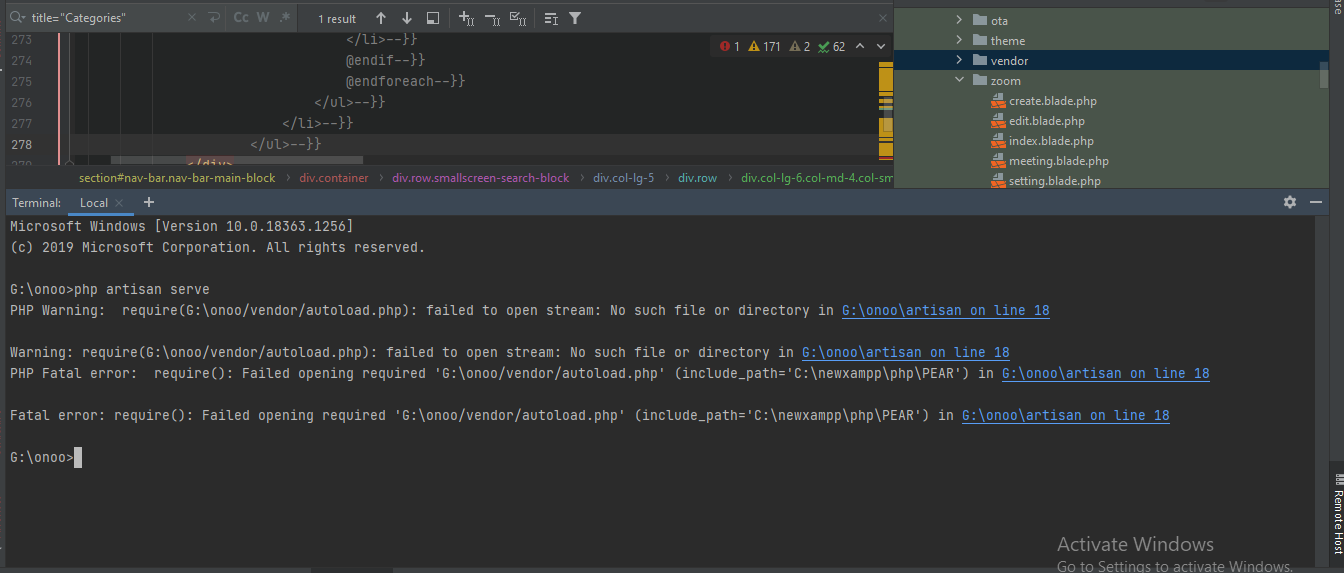 title="Categories"
Cc W .* 1 result
273 </li>--}}
274 @endif--}}
275 @endforeach--}}
276 </ul>--}}
277 </li>--}}
278 </ul>--}}
279 </div>
1 171 2 62
section#nav-bar.nav-bar-main-block › div.container › div.row.smallscreen-search-block › div.col-lg-5 › div.row › div.col-lg-6.col-md-4.col-sm
ota
theme
vendor
zoom
create.blade.php
edit.blade.php
index.blade.php
meeting.blade.php
setting.blade.php
Terminal: Local
Microsoft Windows [Version 10.0.18363.1256]
(c) 2019 Microsoft Corporation. All rights reserved.
G:\onoo>php artisan serve
PHP Warning:  require(G:\onoo/vendor/autoload.php): failed to open stream: No such file or directory in G:\onoo\artisan on line 18
Warning: require(G:\onoo/vendor/autoload.php): failed to open stream: No such file or directory in G:\onoo\artisan on line 18
PHP Fatal error:  require(): Failed opening required 'G:\onoo/vendor/autoload.php' (include_path='C:\newxampp\php\PEAR') in G:\onoo\artisan on line 18
Fatal error: require(): Failed opening required 'G:\onoo/vendor/autoload.php' (include_path='C:\newxampp\php\PEAR') in G:\onoo\artisan on line 18
G:\onoo>
Remote Host
Activate Windows
Go to Settings to activate Windows.